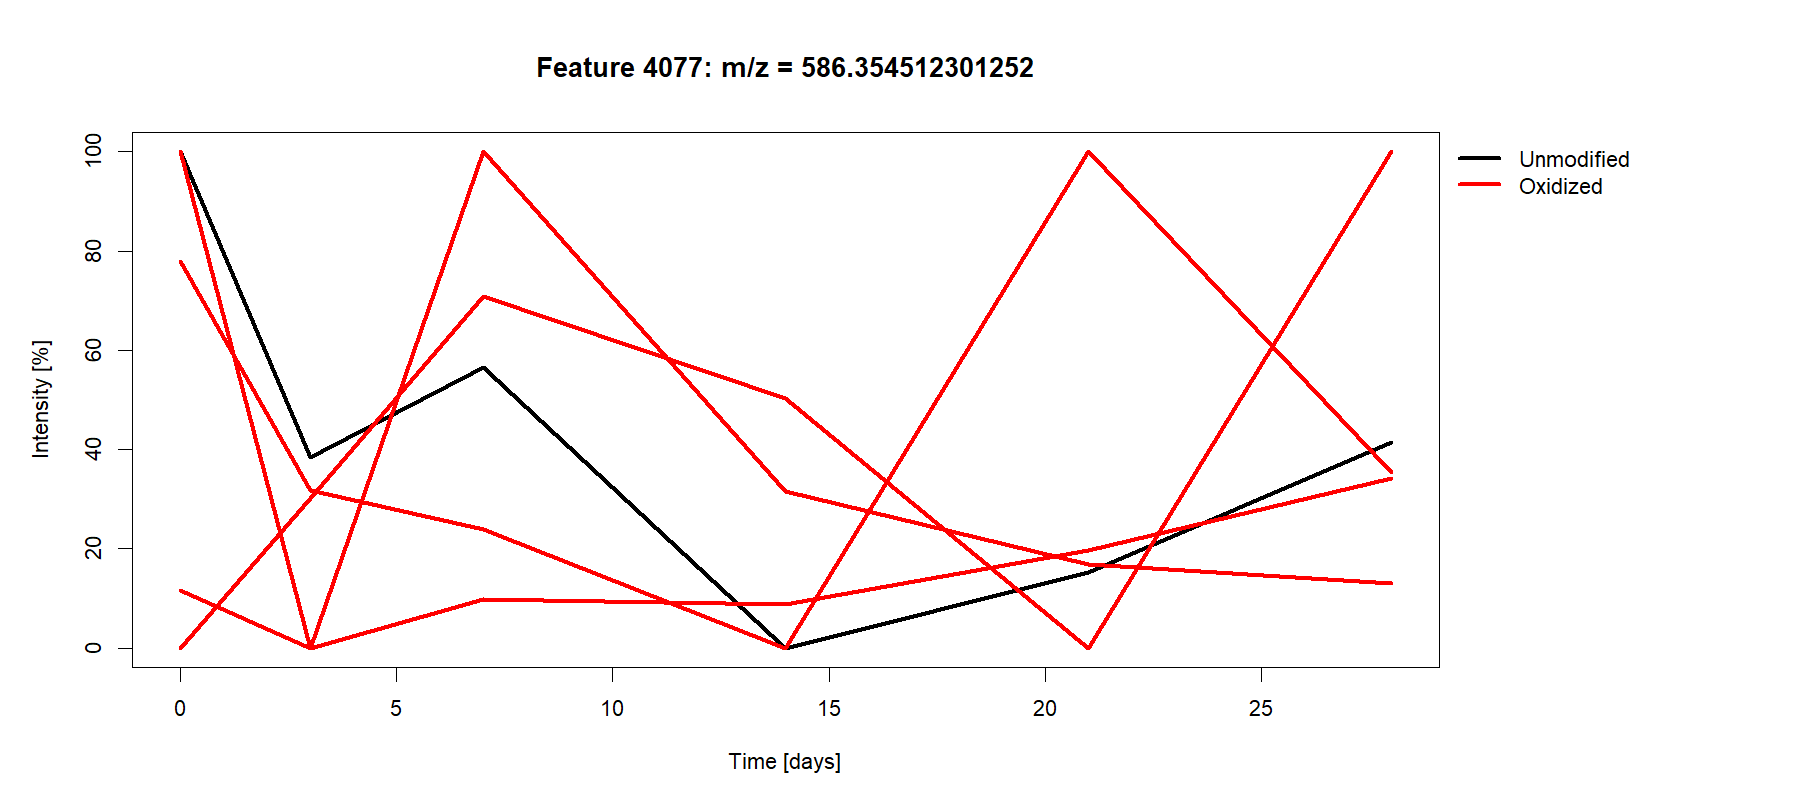 Feature 4077: m/z = 586.354512301252
Unmodified
Oxidized
100
80
60
40
20
0
Intensity [%]
0 5 10 15 20 25
Time [days]